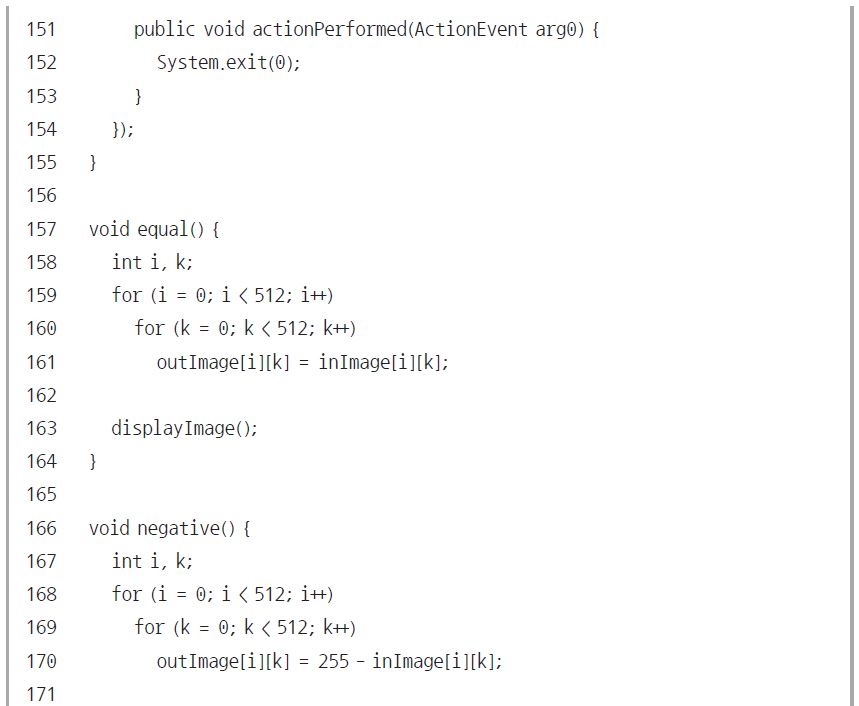 151 public void actionPerformed(ActionEvent arg0) {
152 System.exit(0);
153 }
154 });
155 }
156
157 void equal() {
158 int i, k;
159 for (i = 0; i < 512; i++)
160 for (k = 0; k < 512; k++)
161 outImage[i][k] = inImage[i][k];
162
163 displayImage();
164 }
165
166 void negative() {
167 int i, k;
168 for (i = 0; i < 512; i++)
169 for (k = 0; k < 512; k++)
170 outImage[i][k] = 255 - inImage[i][k];
171